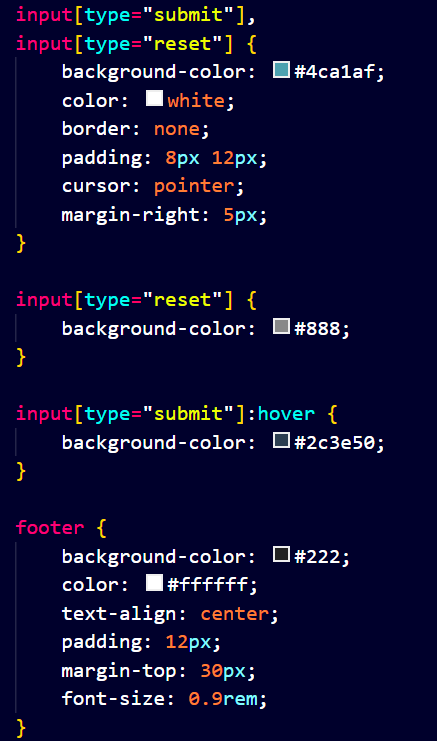 input[type="submit"],
input[type="reset"] {
    background-color: #4ca1af;
    color: white;
    border: none;
    padding: 8px 12px;
    cursor: pointer;
    margin-right: 5px;
}

input[type="reset"] {
    background-color: #888;
}

input[type="submit"]:hover {
    background-color: #2c3e50;
}

footer {
    background-color: #222;
    color: #ffffff;
    text-align: center;
    padding: 12px;
    margin-top: 30px;
    font-size: 0.9rem;
}